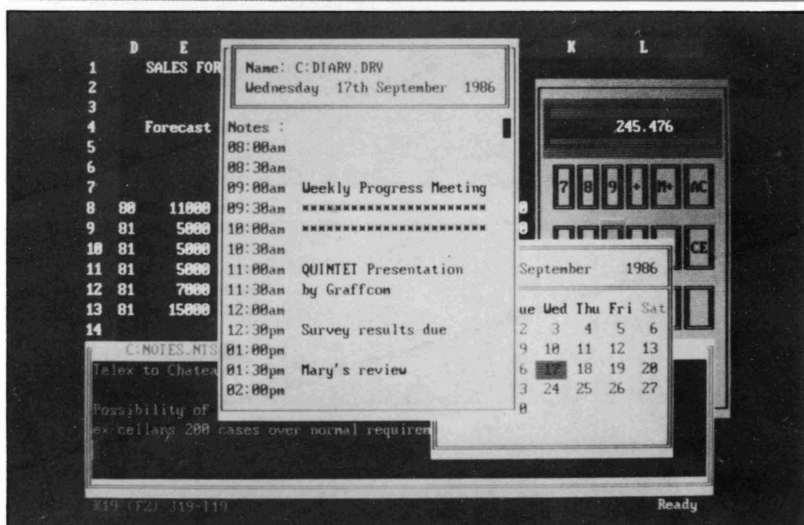 D E K L
1 SALES FOR
2
3
4 Forecast
5
6
7
8 80 11000 0
9 81 5000 0
10 81 5000
11 81 5000
12 81 7000
13 81 15000
14
Name: C:DIARY.DRY
Wednesday 17th September 1986
Notes :
08:00am
08:30am
09:00am Weekly Progress Meeting
09:30am ***********************
10:00am ***********************
10:30am
11:00am QUINTET Presentation
11:30am by Graffcom
12:00am
12:30pm Survey results due
01:00pm
01:30pm Mary's review
02:00pm
245.476
7 8 9 + M+ AC
CE
September 1986
ue Wed Thu Fri Sat
2 3 4 5 6
9 10 11 12 13
6 17 18 19 20
3 24 25 26 27
0
C:NOTES.NTS
Telex to Chatea
Possibility of
ex cellars 200 cases over normal requirem
K19 (F2) J19-I19
Ready